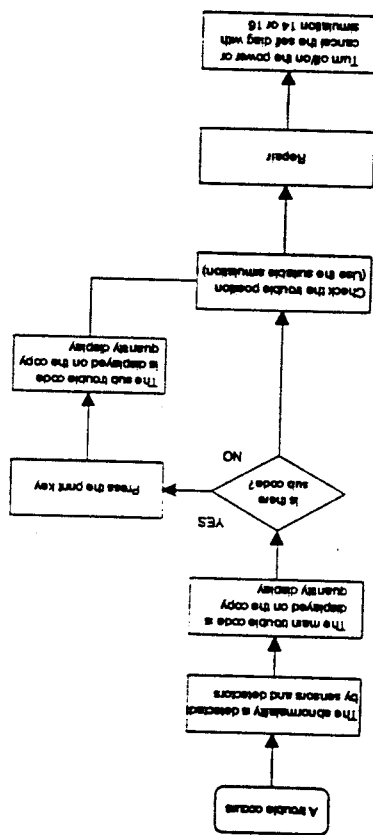 A trouble occurs
The abnormality is detected
by sensors and detectors
The main trouble code is
displayed on the copy
quantity display
Is there
sub code?
YES
NO
Press the print key
The sub trouble code
is displayed on the copy
quantity display
Check the trouble position
(Use the suitable simulation)
Repair
Turn off/on the power or
cancel the self diag with
simulation 14 or 16